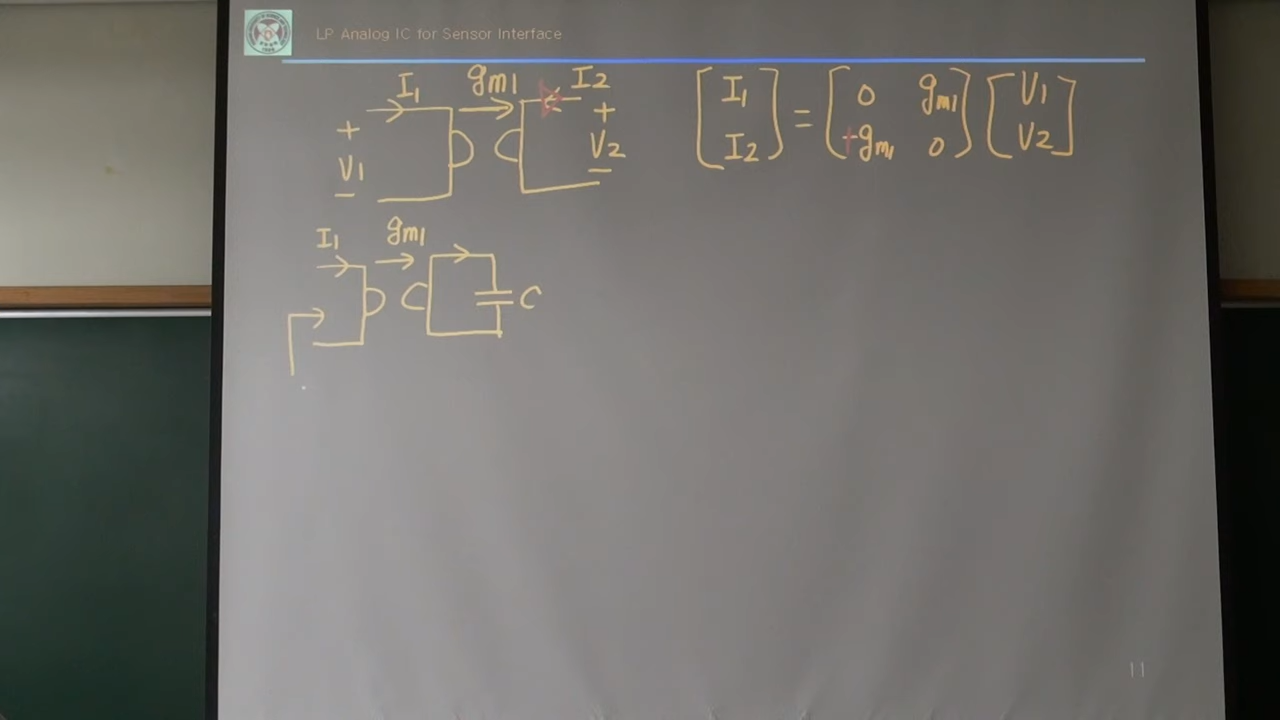 LP Analog IC for Sensor Interface
I1 gm1 I2
+ +
V1 V2
- -
[I1 I2] = [0 gm1 +gm1 0] [V1 V2]
I1 gm1
C
11